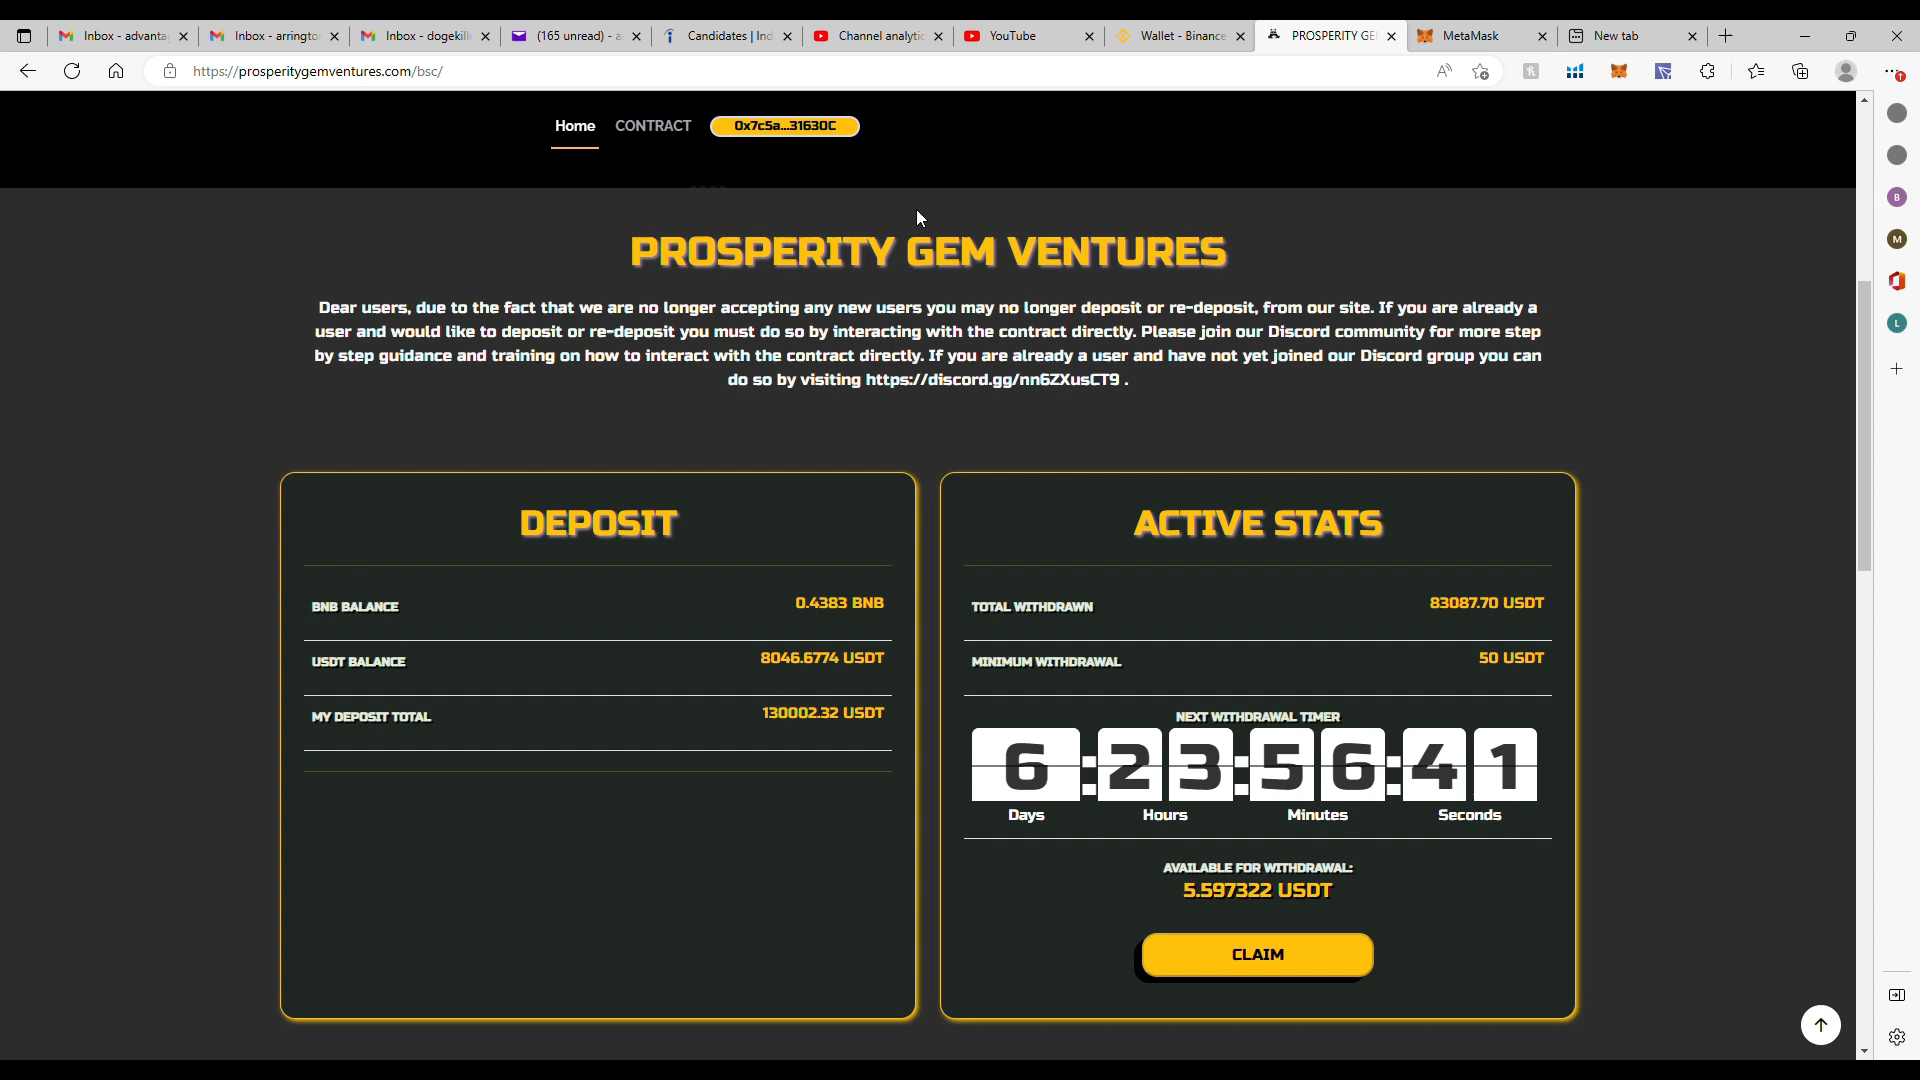 Inbox - advanta
Inbox - arringto
Inbox - dogekille
(165 unread) - a
Candidates | Ind
Channel analytic
YouTube
Wallet - Binance
PROSPERITY GE
MetaMask
New tab
https://prosperitygemventures.com/bsc/
Home
CONTRACT
0x7c5a...31630C
PROSPERITY GEM VENTURES
Dear users, due to the fact that we are no longer accepting any new users you may no longer deposit or re-deposit, from our site. If you are already a
user and would like to deposit or re-deposit you must do so by interacting with the contract directly. Please join our Discord community for more step
by step guidance and training on how to interact with the contract directly. If you are already a user and have not yet joined our Discord group you can
do so by visiting https://discord.gg/nn6ZXusCT9 .
DEPOSIT
BNB BALANCE 0.4383 BNB
USDT BALANCE 8046.6774 USDT
MY DEPOSIT TOTAL 130002.32 USDT
ACTIVE STATS
TOTAL WITHDRAWN 83087.70 USDT
MINIMUM WITHDRAWAL 50 USDT
NEXT WITHDRAWAL TIMER
6:23:56:41
Days Hours Minutes Seconds
AVAILABLE FOR WITHDRAWAL:
5.597322 USDT
CLAIM
B
M
L